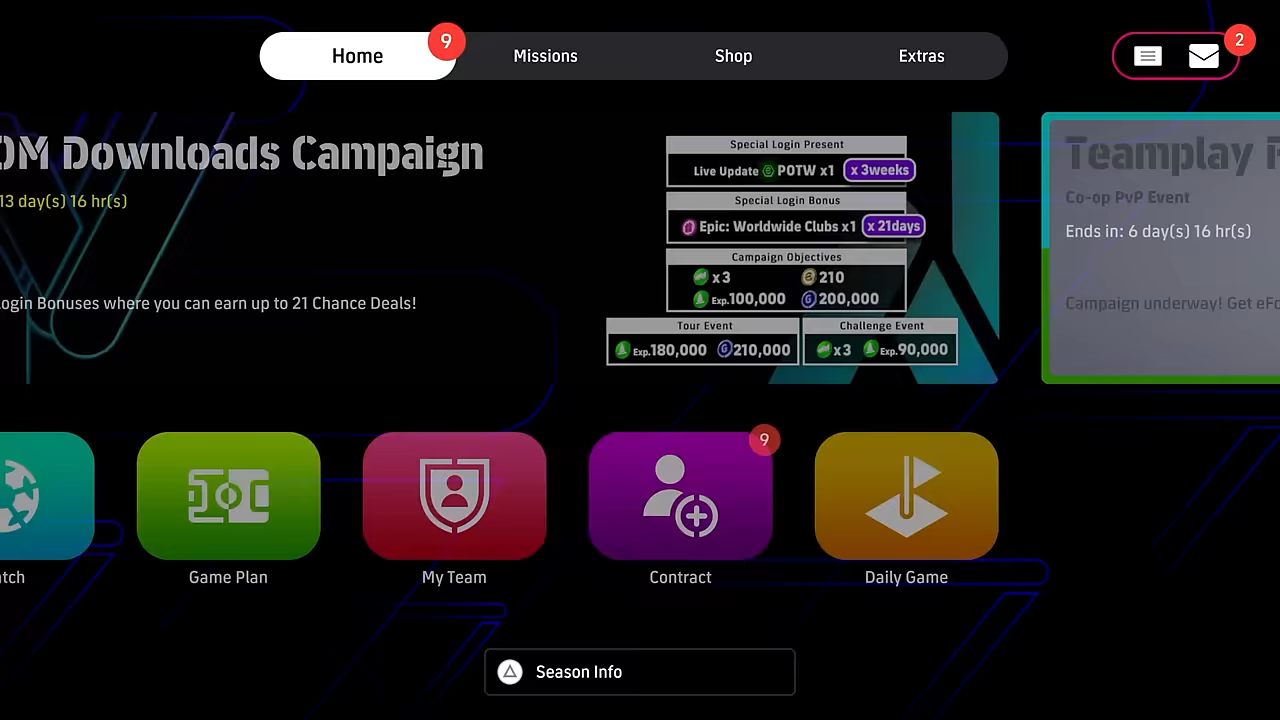 Home
9
Missions
Shop
Extras
2
Downloads Campaign
13 day(s) 16 hr(s)
ogin Bonuses where you can earn up to 21 Chance Deals!
Special Login Present
Live Update POTW x1 x 3weeks
Special Login Bonus
Epic: Worldwide Clubs x1 x 21days
Campaign Objectives
x3 210
Exp.100,000 200,000
Tour Event
Exp.180,000 210,000
Challenge Event
x3 Exp.90,000
Teamplay
Co-op PvP Event
Ends in: 6 day(s) 16 hr(s)
Campaign underway! Get eFo
atch
Game Plan
My Team
9
Contract
Daily Game
Season Info